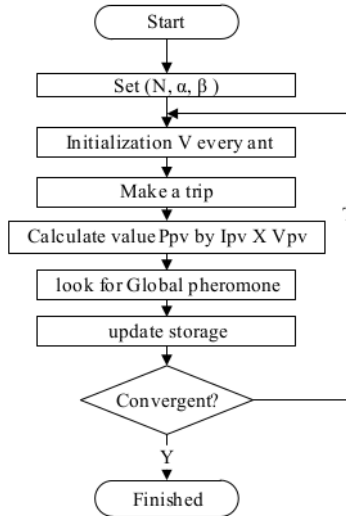 Start
Set (N, α, β )
Initialization V every ant
Make a trip
Calculate value Ppv by Ipv X Vpv
look for Global pheromone
update storage
Convergent?
Y
Finished